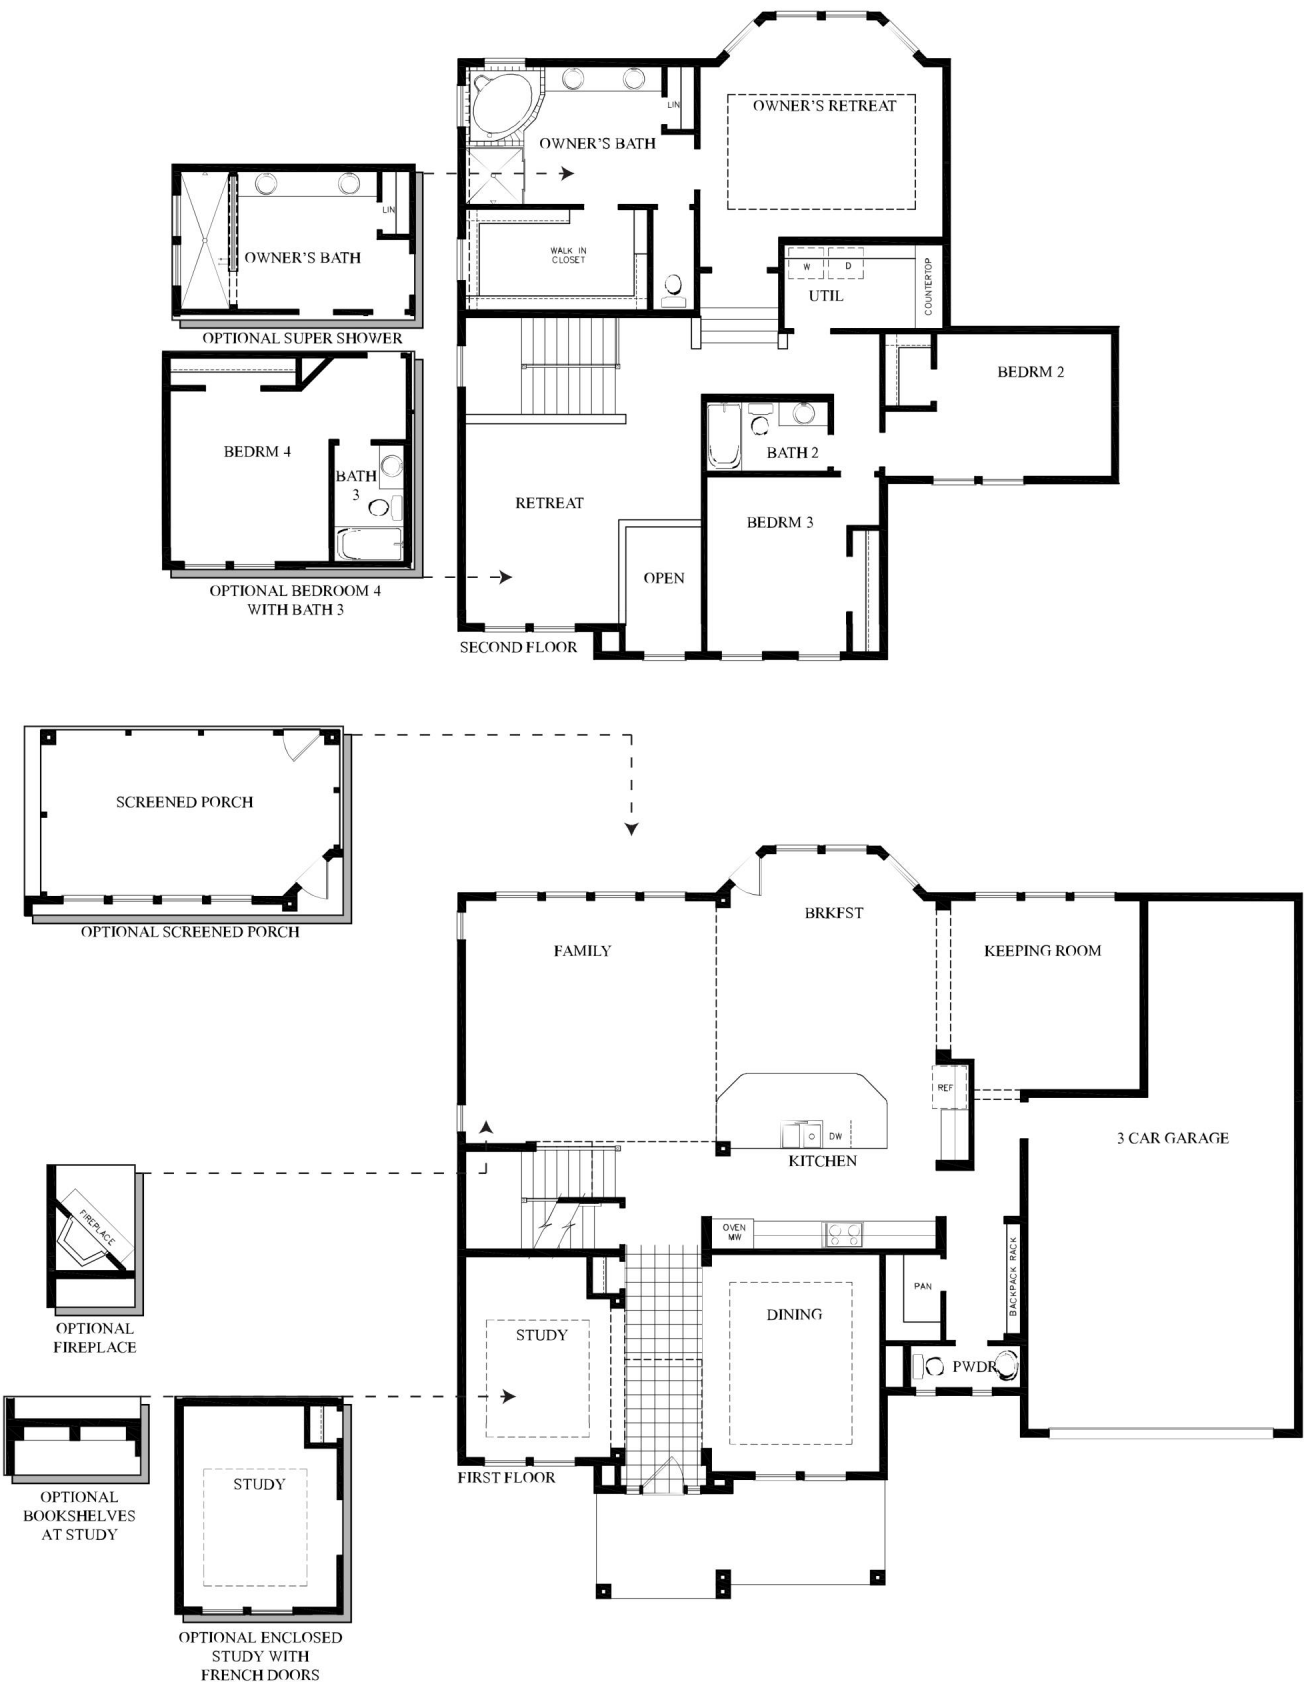 OWNER'S RETREAT
LIN
OWNER'S BATH
LIN
OWNER'S BATH
WALK IN
CLOSET
W
D
COUNTERTOP
UTIL
OPTIONAL SUPER SHOWER
BEDRM 2
BEDRM 4
BATH
3
BATH 2
RETREAT
BEDRM 3
OPEN
OPTIONAL BEDROOM 4
WITH BATH 3
SECOND FLOOR
SCREENED PORCH
OPTIONAL SCREENED PORCH
BRKFST
FAMILY
KEEPING ROOM
REF
DW
3 CAR GARAGE
KITCHEN
FIREPLACE
OVEN
MW
BACKPACK RACK
PAN
DINING
OPTIONAL
FIREPLACE
STUDY
PWDR
FIRST FLOOR
STUDY
OPTIONAL
BOOKSHELVES
AT STUDY
OPTIONAL ENCLOSED
STUDY WITH
FRENCH DOORS